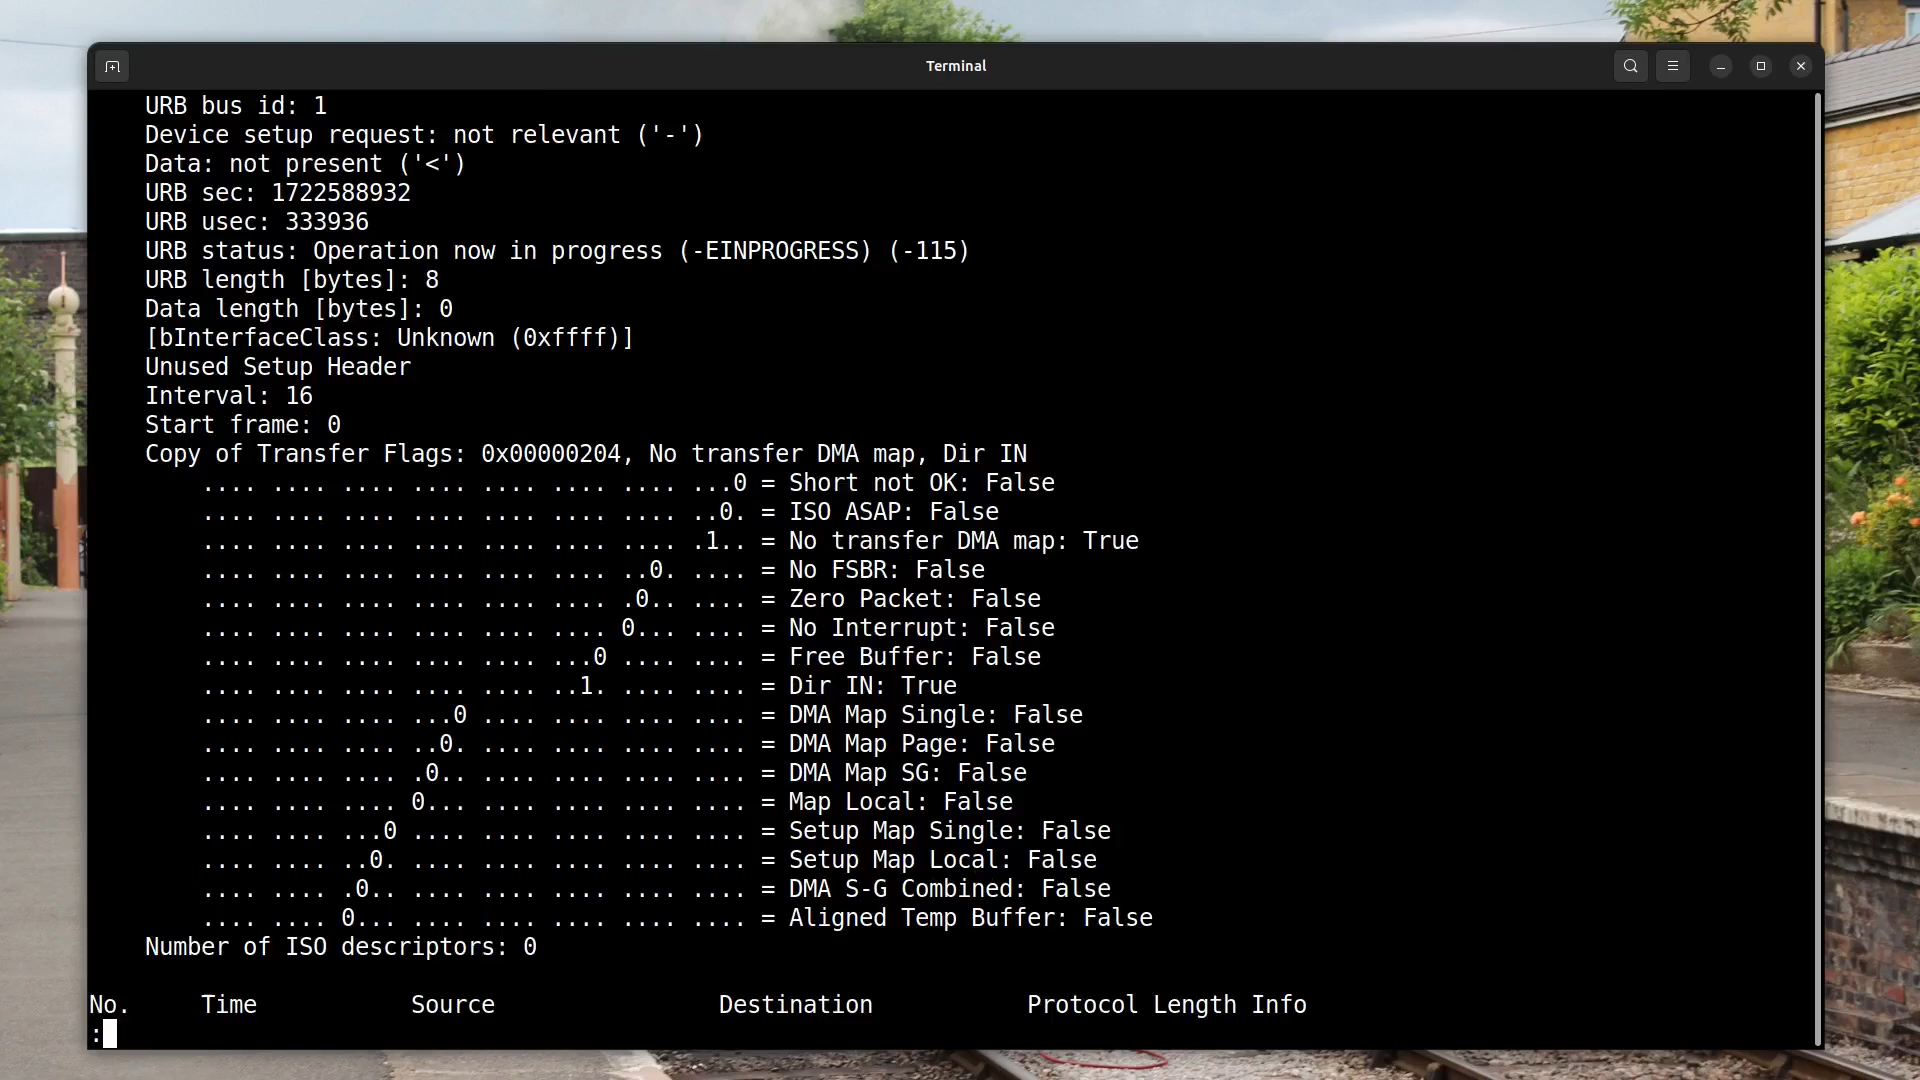 Terminal
URB bus id: 1
Device setup request: not relevant ('-')
Data: not present ('<')
URB sec: 1722588932
URB usec: 333936
URB status: Operation now in progress (-EINPROGRESS) (-115)
URB length [bytes]: 8
Data length [bytes]: 0
[bInterfaceClass: Unknown (0xffff)]
Unused Setup Header
Interval: 16
Start frame: 0
Copy of Transfer Flags: 0x00000204, No transfer DMA map, Dir IN
.... .... .... .... .... .... .... ...0 = Short not OK: False
.... .... .... .... .... .... .... ..0. = ISO ASAP: False
.... .... .... .... .... .... .... .1.. = No transfer DMA map: True
.... .... .... .... .... .... ..0. .... = No FSBR: False
.... .... .... .... .... .... .0.. .... = Zero Packet: False
.... .... .... .... .... .... 0... .... = No Interrupt: False
.... .... .... .... .... ...0 .... .... = Free Buffer: False
.... .... .... .... .... ..1. .... .... = Dir IN: True
.... .... .... ...0 .... .... .... .... = DMA Map Single: False
.... .... .... ..0. .... .... .... .... = DMA Map Page: False
.... .... .... .0.. .... .... .... .... = DMA Map SG: False
.... .... .... 0... .... .... .... .... = Map Local: False
.... .... ...0 .... .... .... .... .... = Setup Map Single: False
.... .... ..0. .... .... .... .... .... = Setup Map Local: False
.... .... .0.. .... .... .... .... .... = DMA S-G Combined: False
.... .... 0... .... .... .... .... .... = Aligned Temp Buffer: False
Number of ISO descriptors: 0
No. Time Source Destination Protocol Length Info
: